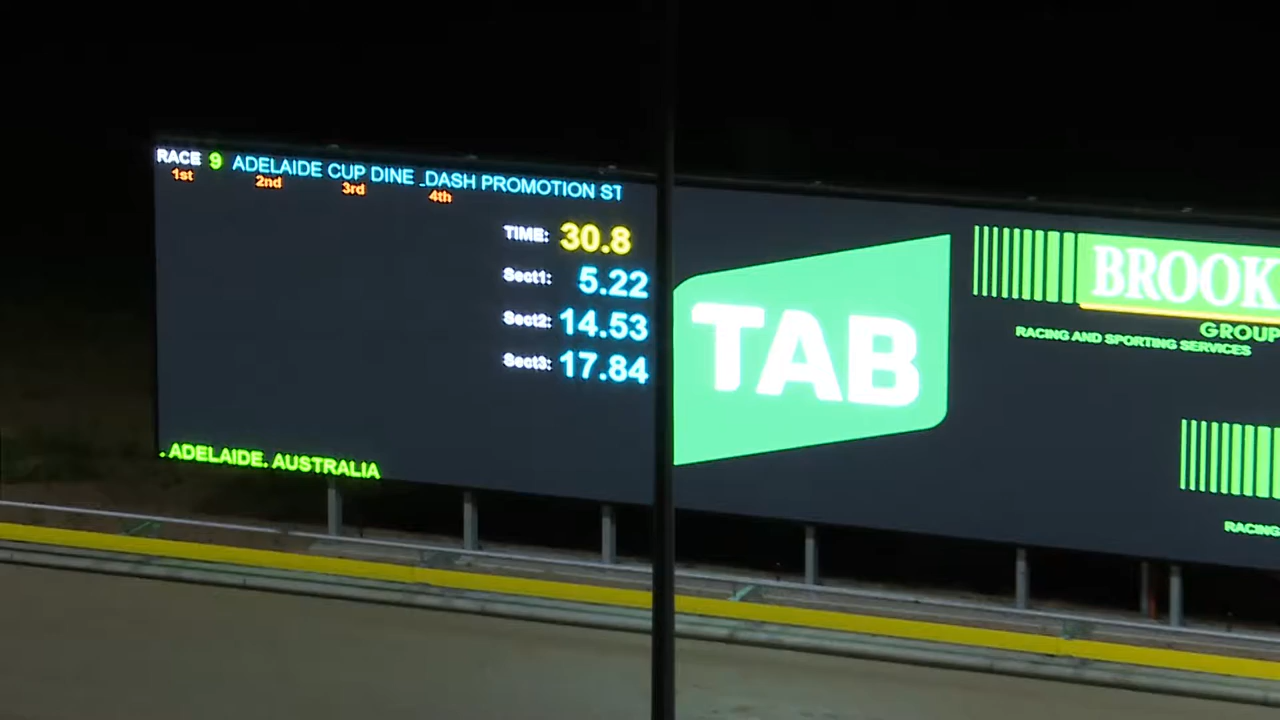 RACE 9 ADELAIDE CUP DINE _DASH PROMOTION ST
1st 2nd 3rd 4th
TIME: 30.8
Sect1: 5.22
Sect2: 14.53
Sect3: 17.84
. ADELAIDE. AUSTRALIA
TAB
BROOK
GROUP
RACING AND SPORTING SERVICES
RACING